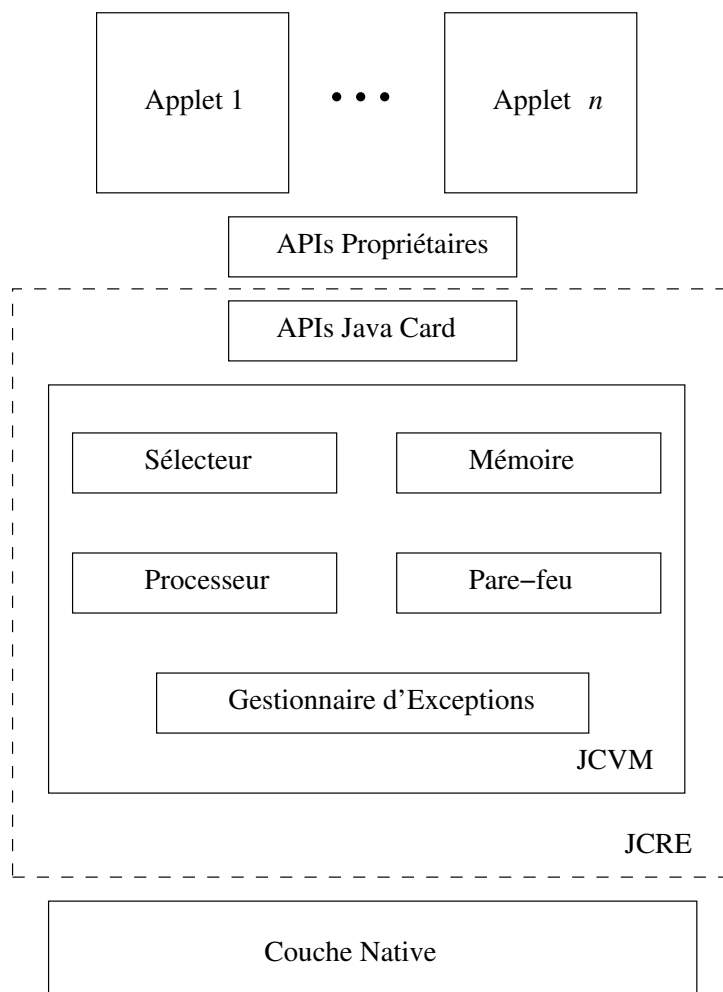 Applet 1
Applet n
APIs Propriétaires
APIs Java Card
Sélecteur
Mémoire
Processeur
Pare−feu
Gestionnaire d'Exceptions
JCVM
JCRE
Couche Native